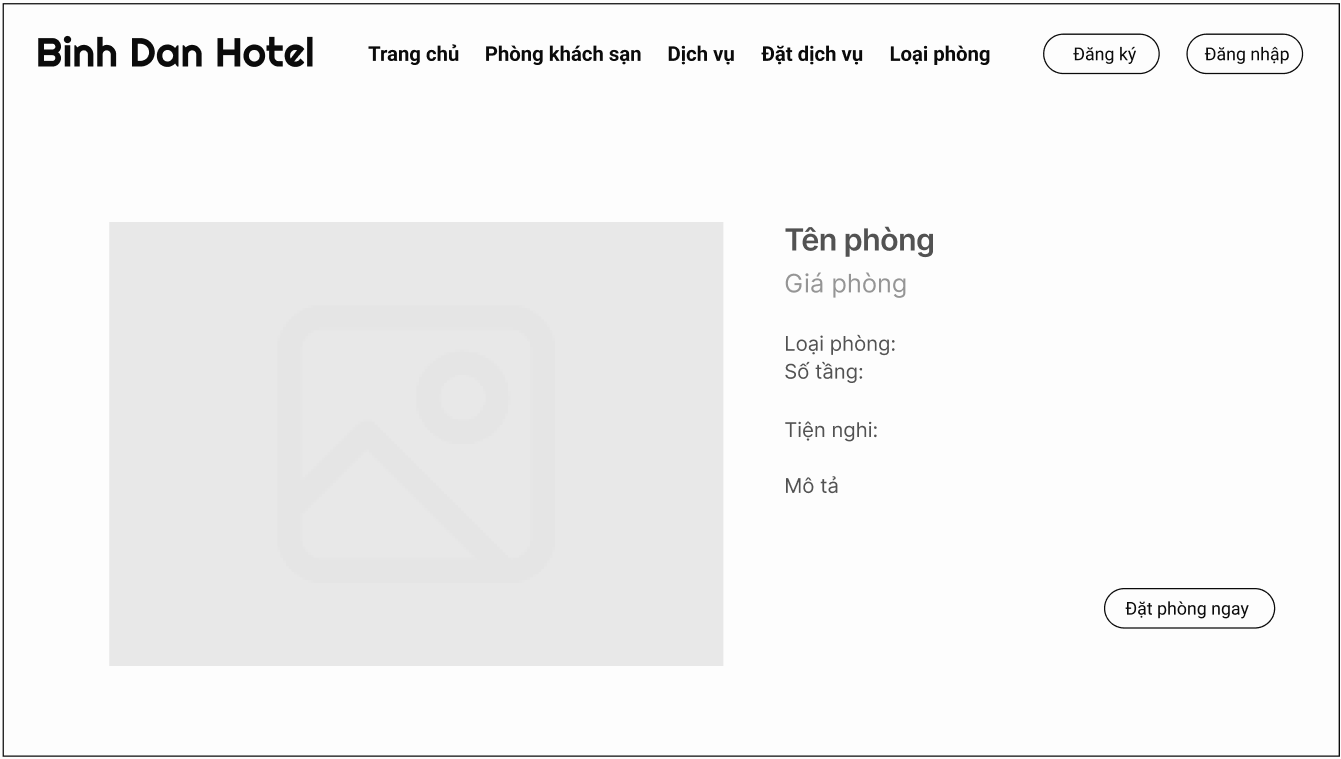 Binh Dan Hotel Trang chủ Phòng khách sạn Dịch vụ Đặt dịch vụ Loại phòng Đăng ký Đăng nhập
Tên phòng
Giá phòng
Loại phòng:
Số tầng:
Tiện nghi:
Mô tả
Đặt phòng ngay